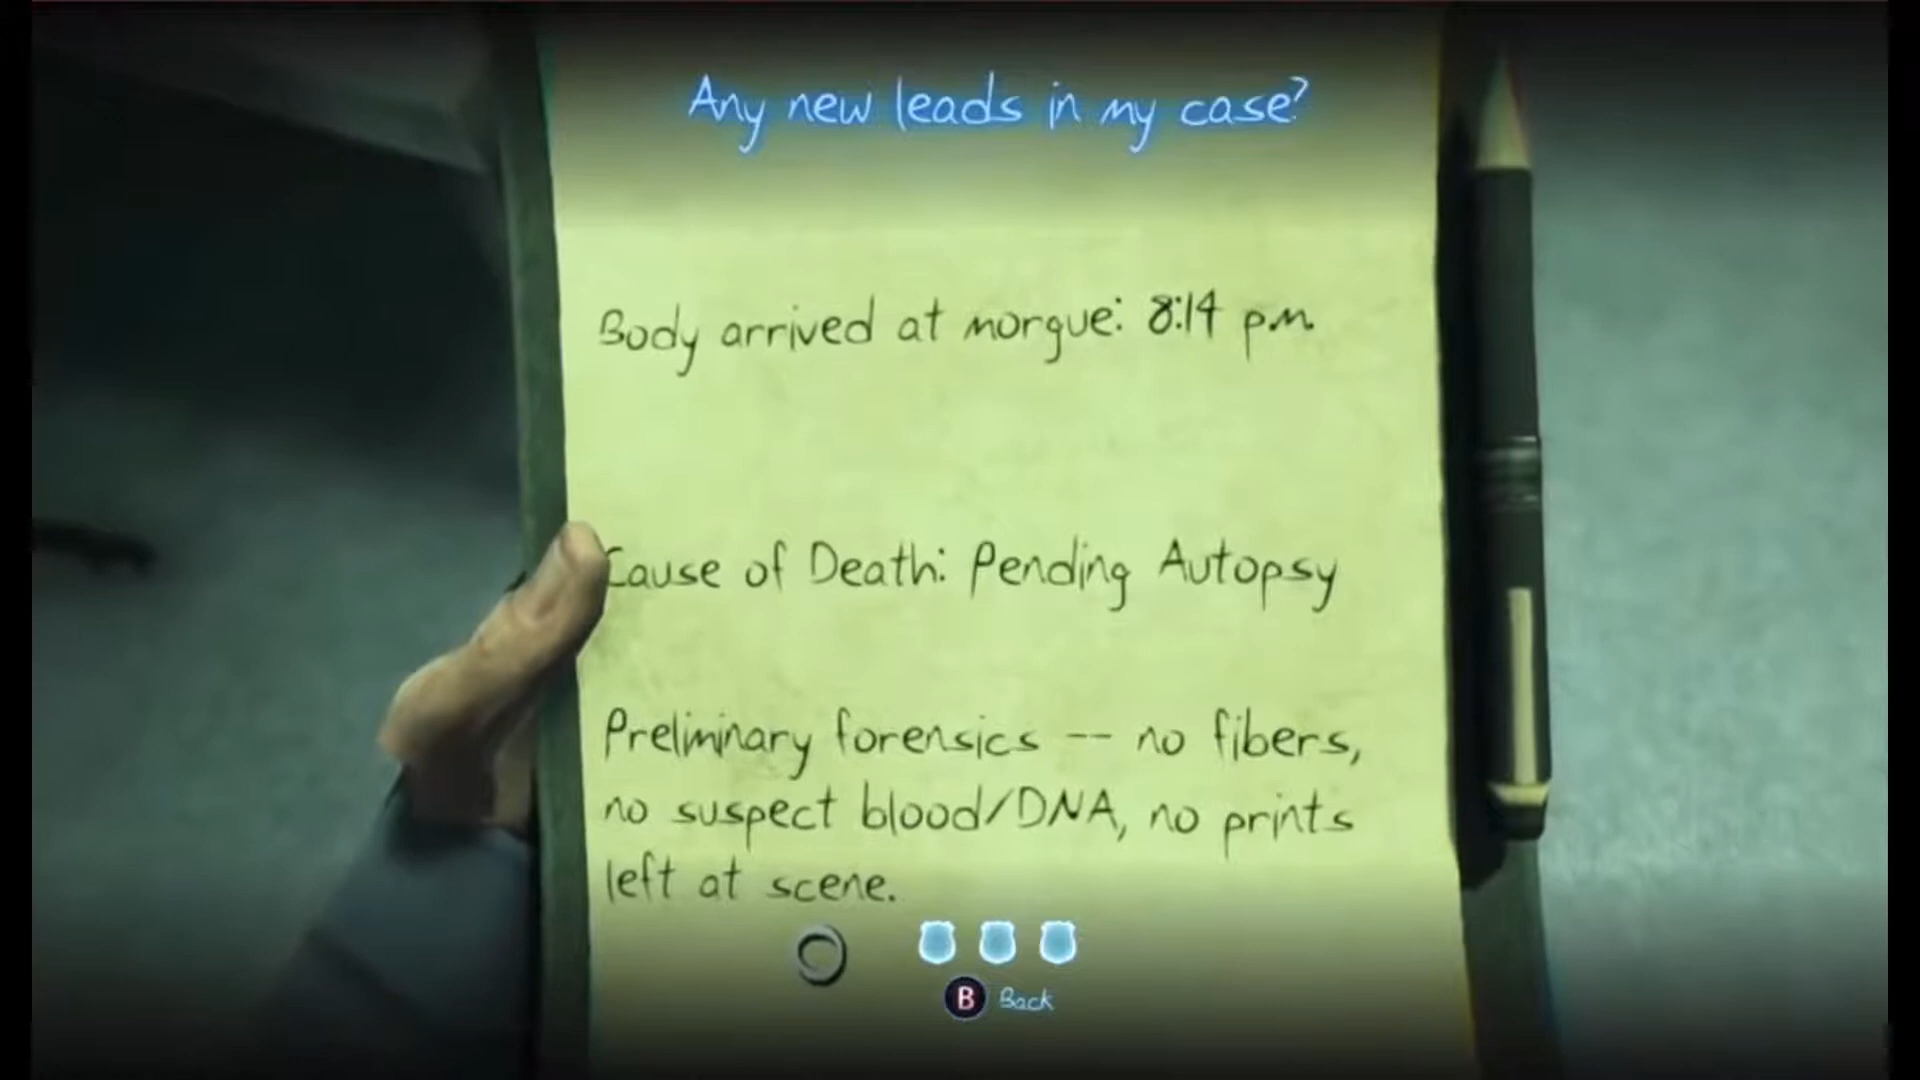 Any new leads in my case?
Body arrived at morgue: 8:14 p.m.
Cause of Death: Pending Autopsy
Preliminary forensics -- no fibers,
no suspect blood/DNA, no prints
left at scene.
B Back